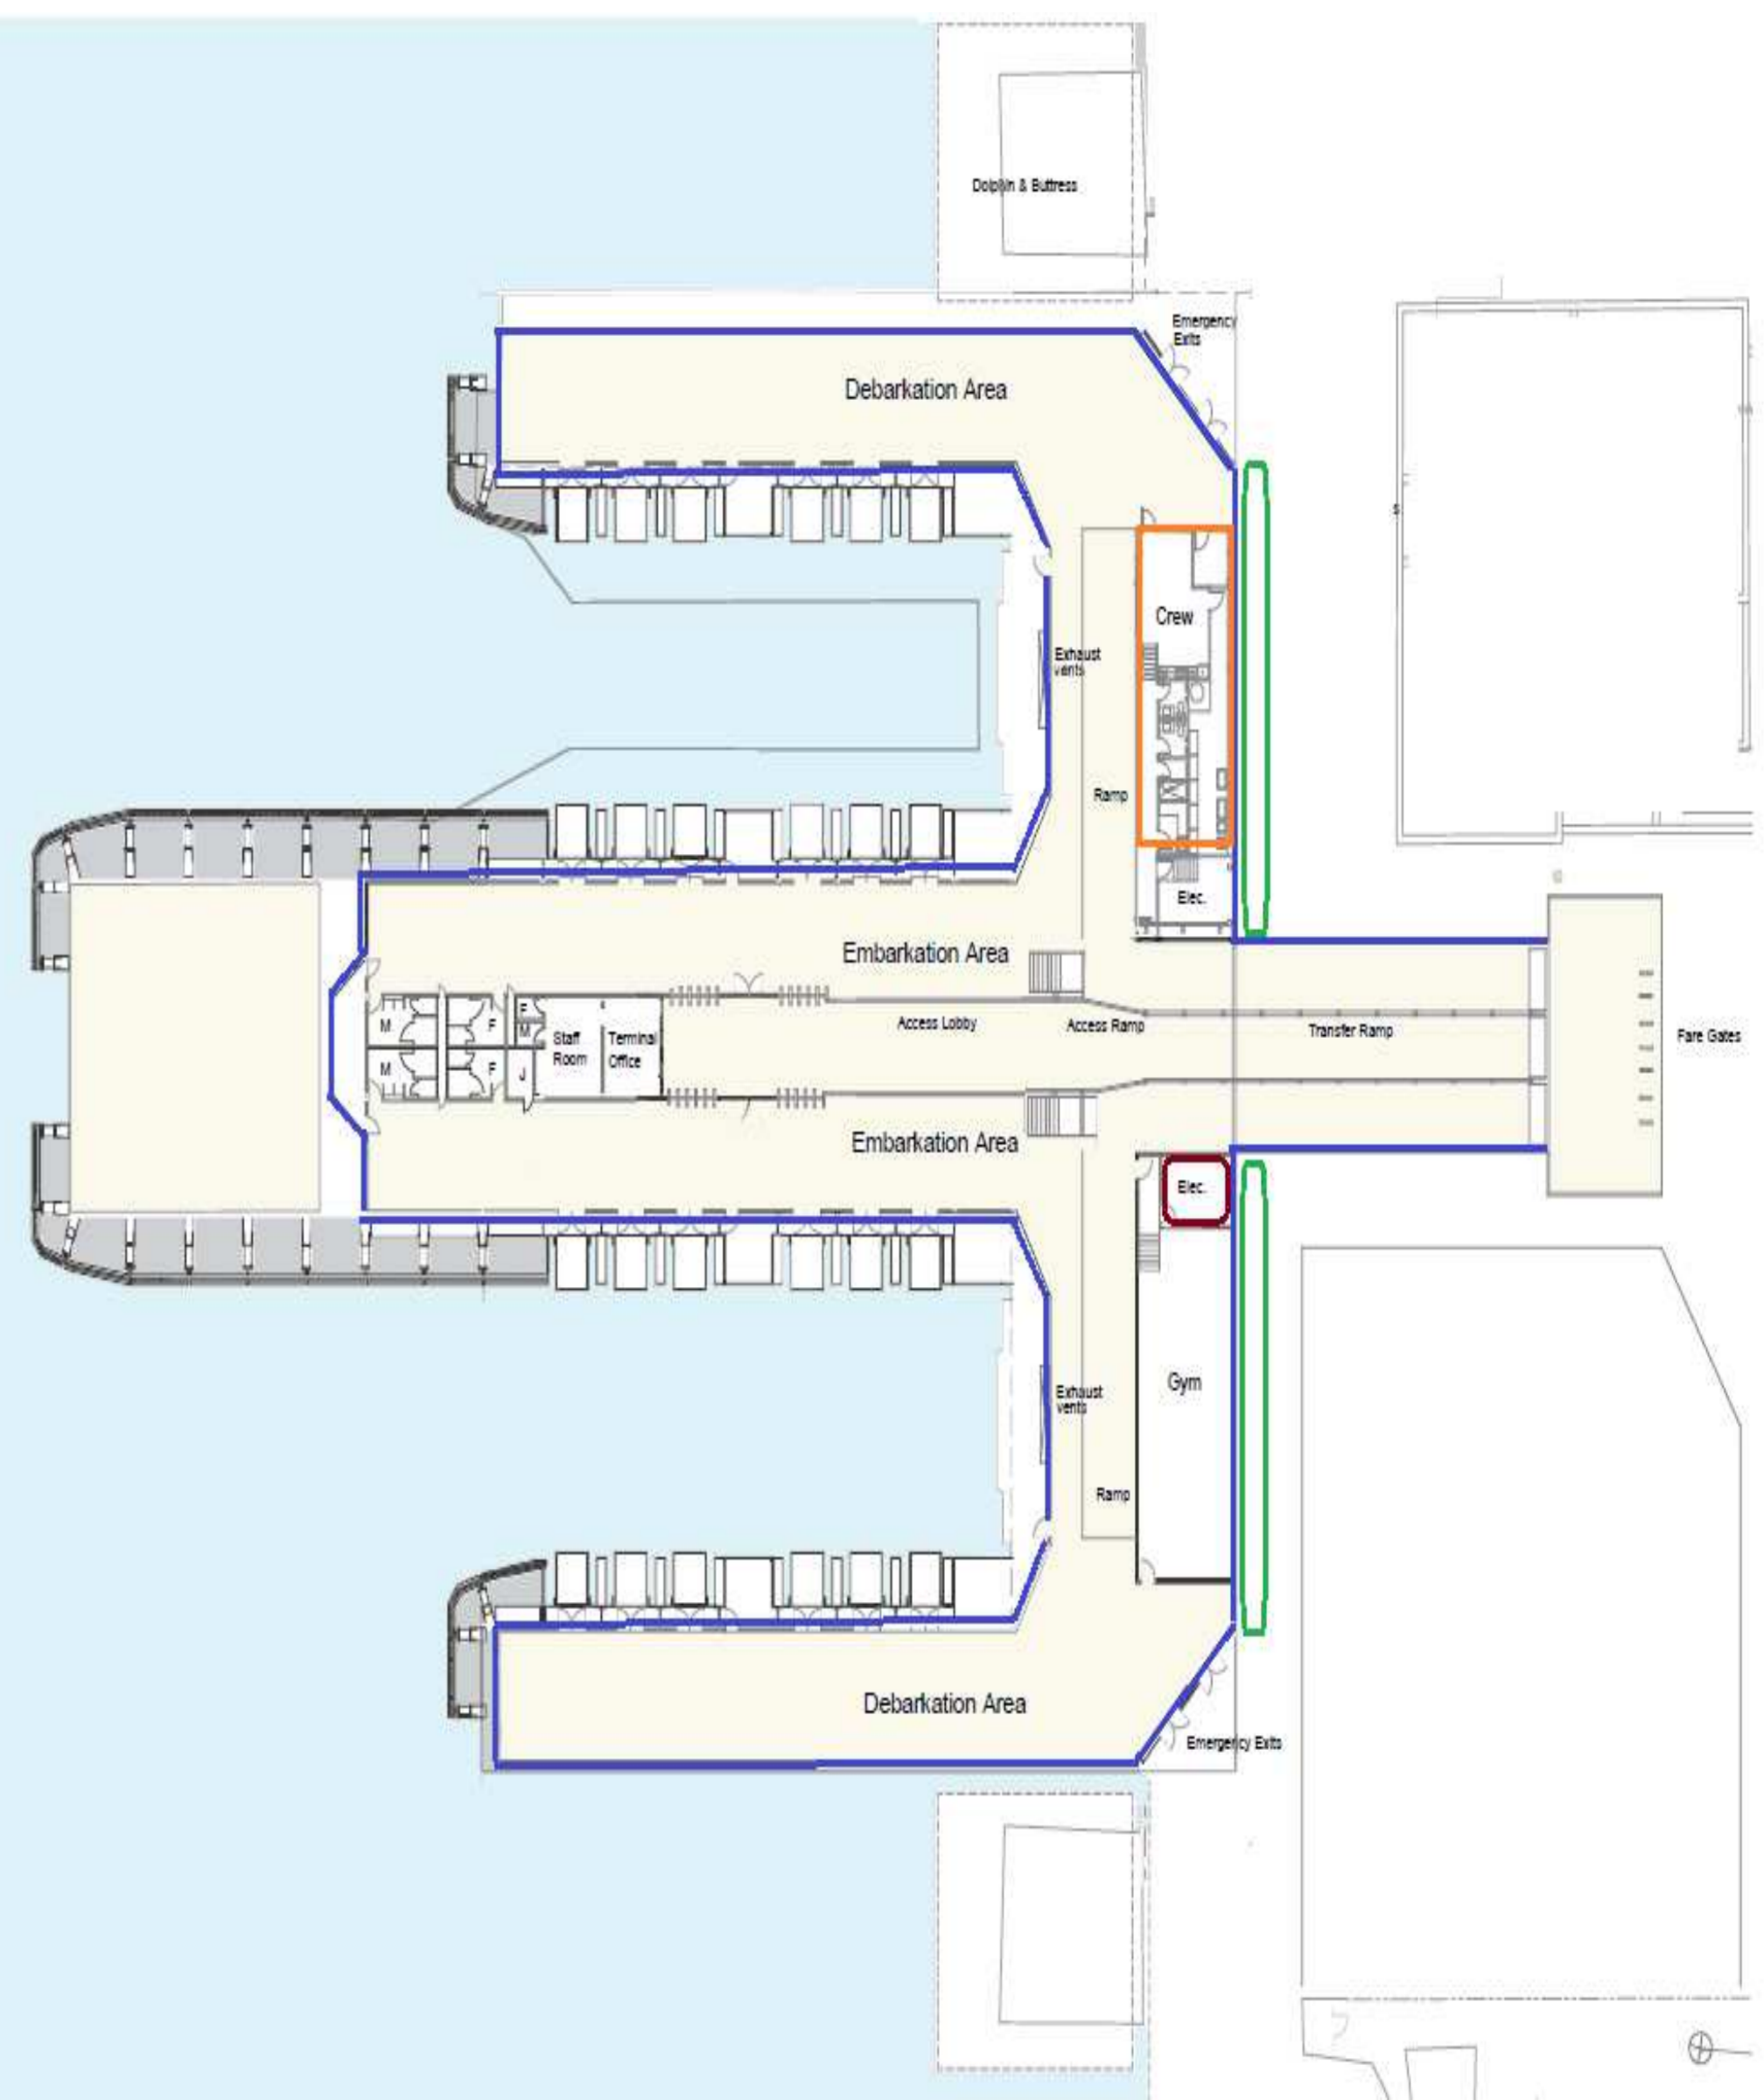 Dolphin & Buttress
Emergency
Exits
Debarkation Area
Crew
Exhaust
vents
Ramp
Elec.
Embarkation Area
M
F
F
M
Staff
Room
Terminal
Office
Access Lobby
Access Ramp
Transfer Ramp
Fare Gates
M
F
J
Embarkation Area
Elec.
Gym
Exhaust
vents
Ramp
Debarkation Area
Emergency Exits